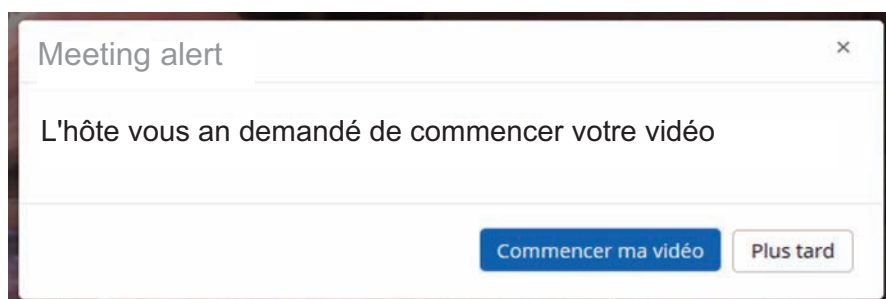 Meeting alert
×
L'hôte vous an demandé de commencer votre vidéo
Commencer ma vidéo Plus tard